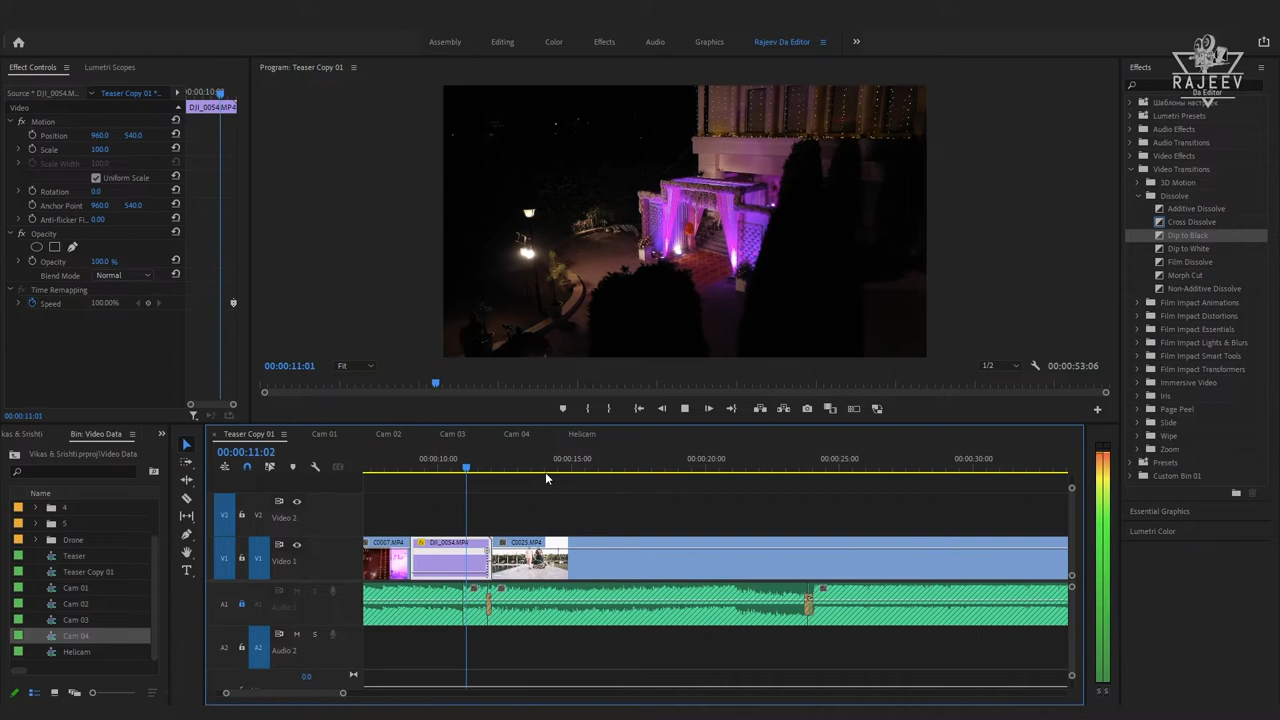 Assembly
Editing
Color
Effects
Audio
Graphics
Rajeev Da Editor
RAJEEV
Da Editor
Effect Controls
Lumetri Scopes
Program: Teaser Copy 01
Effects
Source * DJI_0054.M...
Teaser Copy 01 *...
Video
DJI_0054.MP4
Motion
Position 960.0 540.0
Scale 100.0
Scale Width 100.0
Uniform Scale
Rotation 0.0
Anchor Point 960.0 540.0
Anti-flicker Fi... 0.00
Opacity
Opacity 100.0 %
Blend Mode Normal
Time Remapping
Speed 100.00%
00:00:11:01
00:00:11:01
Fit
1/2
00:00:53:06
Lumetri Presets
Audio Effects
Audio Transitions
Video Effects
Video Transitions
3D Motion
Dissolve
Additive Dissolve
Cross Dissolve
Dip to Black
Dip to White
Film Dissolve
Morph Cut
Non-Additive Dissolve
Film Impact Animations
Film Impact Distortions
Film Impact Essentials
Film Impact Lights & Blurs
Film Impact Smart Tools
Film Impact Transformers
Immersive Video
Iris
Page Peel
Slide
Wipe
Zoom
Presets
Custom Bin 01
Essential Graphics
Lumetri Color
kas & Srishti
Bin: Video Data
Vikas & Srishti.prproj\Video Data
Name
4
5
Drone
Teaser
Teaser Copy 01
Cam 01
Cam 02
Cam 03
Cam 04
Helicam
Teaser Copy 01
Cam 01
Cam 02
Cam 03
Cam 04
Helicam
00:00:11:02
00:00:10:00
00:00:15:00
00:00:20:00
00:00:25:00
00:00:30:00
V2 V2 Video 2
V1 V1 Video 1
C0007.MP4
DJI_0054.MP4
C0025.MP4
A1 A1 M S
Audio 1
A2 A2 M S
Audio 2
0.0
S S